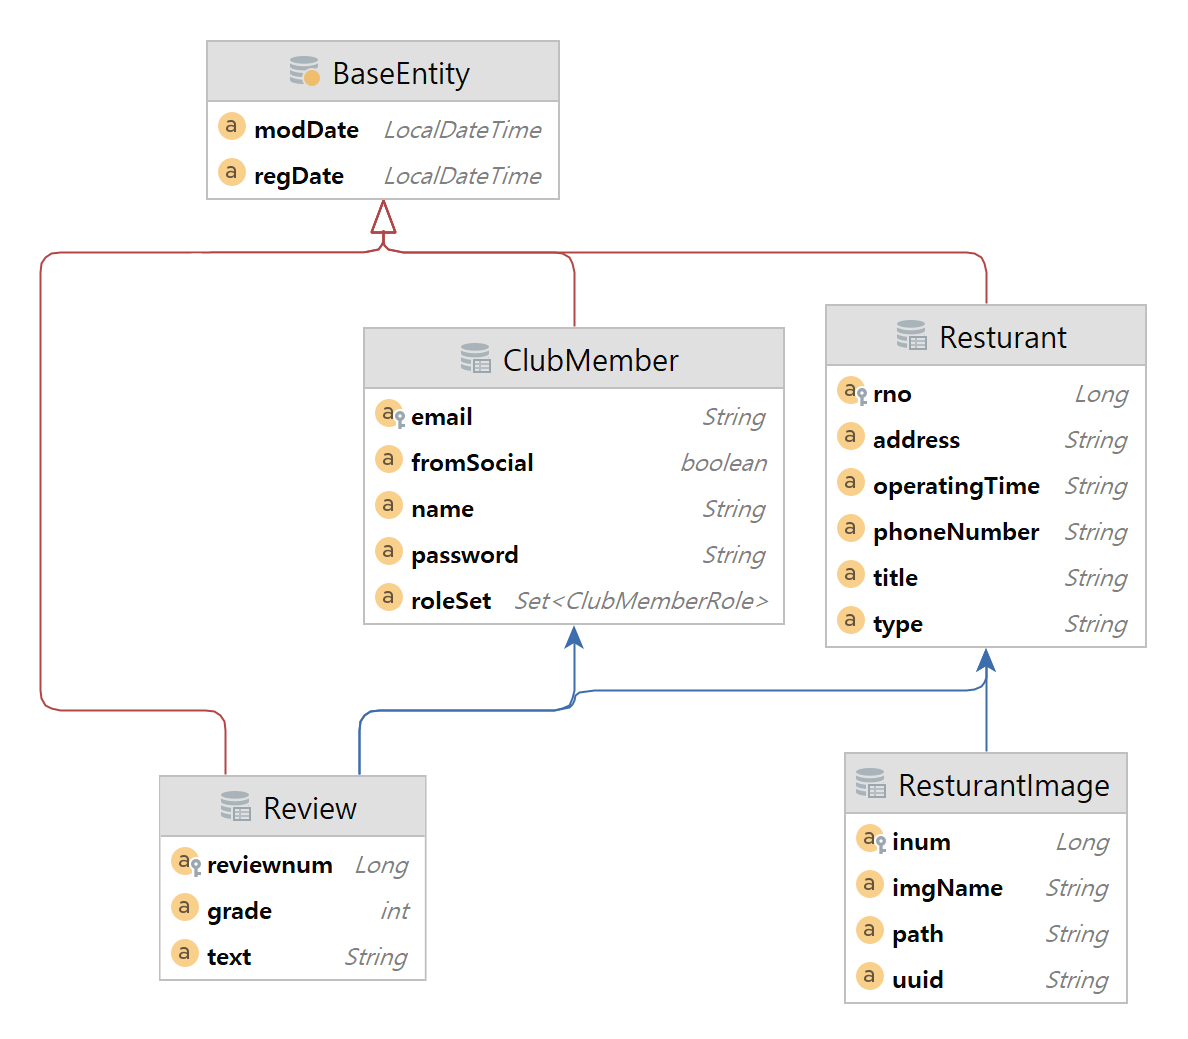 BaseEntity
a modDate LocalDateTime
a regDate LocalDateTime
ClubMember
a email String
a fromSocial boolean
a name String
a password String
a roleSet Set<ClubMemberRole>
Resturant
a rno Long
a address String
a operatingTime String
a phoneNumber String
a title String
a type String
Review
a reviewnum Long
a grade int
a text String
ResturantImage
a inum Long
a imgName String
a path String
a uuid String